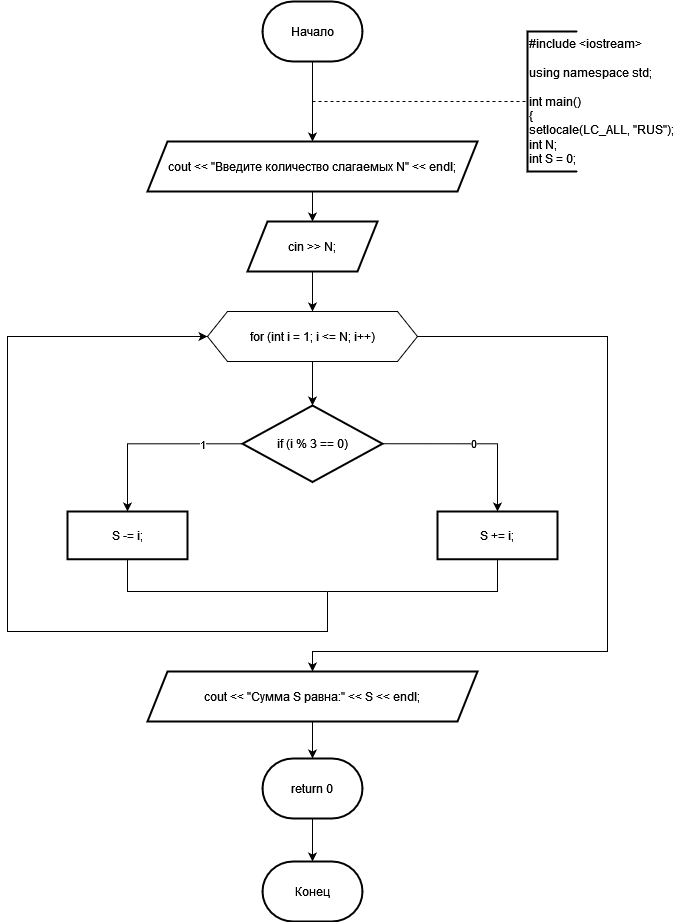 Начало
#include <iostream>
using namespace std;
int main()
{
setlocale(LC_ALL, "RUS");
int N;
int S = 0;
cout << "Введите количество слагаемых N" << endl;
cin >> N;
for (int i = 1; i <= N; i++)
if (i % 3 == 0)
1
0
S -= i;
S += i;
cout << "Сумма S равна:" << S << endl;
return 0
Конец